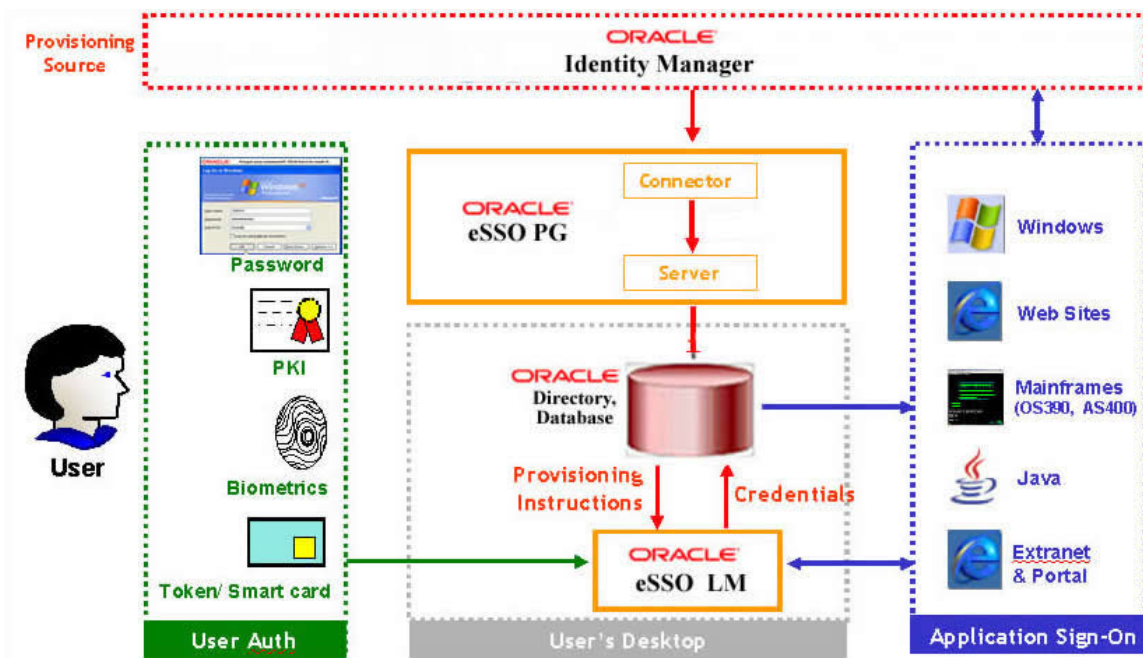 Provisioning
Source
ORACLE
Identity Manager
ORACLE
Password
PKI
Biometrics
Token/ Smart card
User Auth
User
ORACLE
eSSO PG
Connector
Server
ORACLE
Directory,
Database
Provisioning
Instructions
Credentials
ORACLE
eSSO LM
User's Desktop
Windows
Web Sites
Mainframes
(OS390, AS400)
Java
Java
Extranet
& Portal
Application Sign-On